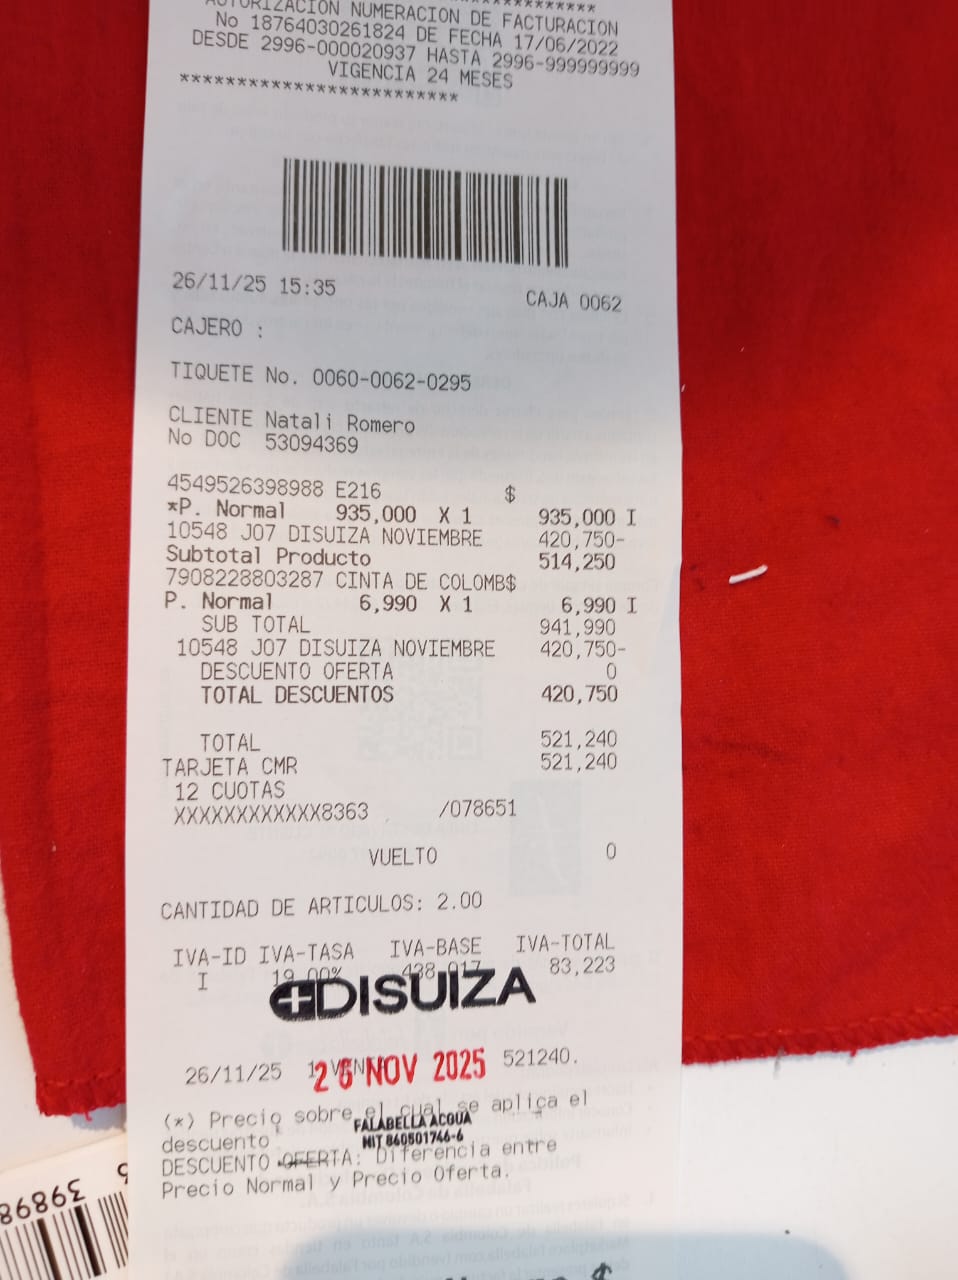 AUTORIZACION NUMERACION DE FACTURACION
No 18764030261824 DE FECHA 17/06/2022
DESDE 2996-000020937 HASTA 2996-999999999
VIGENCIA 24 MESES
************************
26/11/25 15:35 CAJA 0062
CAJERO :
TIQUETE No. 0060-0062-0295
CLIENTE Natali Romero
No DOC 53094369
4549526398988 E216 $
*P. Normal 935,000 X 1 935,000 I
10548 J07 DISUIZA NOVIEMBRE 420,750-
Subtotal Producto 514,250
7908228803287 CINTA DE COLOMB$
P. Normal 6,990 X 1 6,990 I
SUB TOTAL 941,990
10548 J07 DISUIZA NOVIEMBRE 420,750-
DESCUENTO OFERTA 0
TOTAL DESCUENTOS 420,750
TOTAL 521,240
TARJETA CMR 521,240
12 CUOTAS
XXXXXXXXXXXX8363 /078651
VUELTO 0
CANTIDAD DE ARTICULOS: 2.00
IVA-ID IVA-TASA IVA-BASE IVA-TOTAL
I 19.00% 438,017 83,223
DISUIZA
26/11/25 521240.
26 NOV 2025
(*) Precio sobre el cual se aplica el
descuento
FALABELLA ACQUA
NIT 860501746-6
DESCUENTO OFERTA: Diferencia entre
Precio Normal y Precio Oferta.